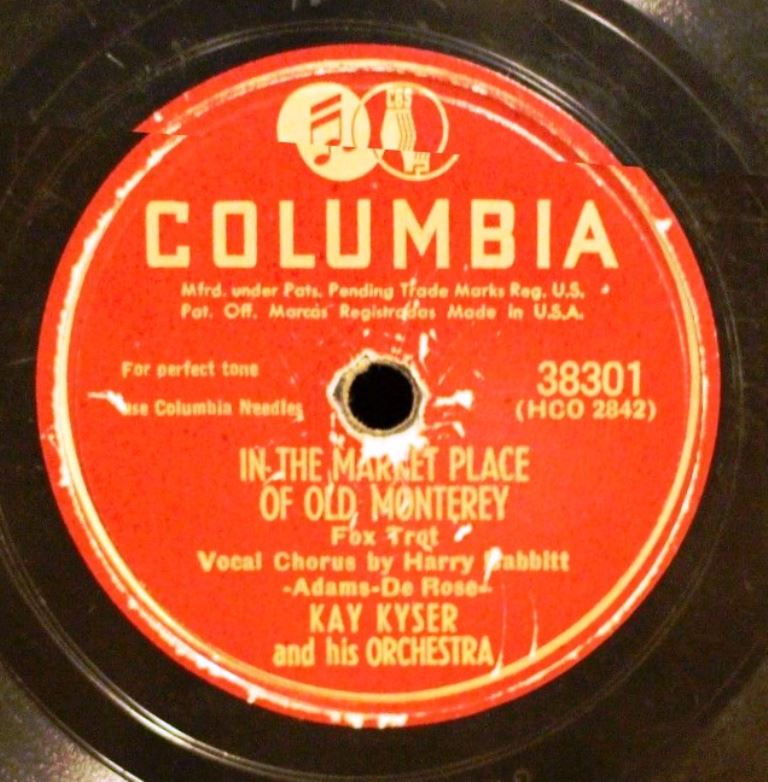 CBS
COLUMBIA
Mfrd. under Pats. Pending Trade Marks Reg. U.S.
Pat. Off. Marcas Registradas Made in U.S.A.
For perfect tone
use Columbia Needles
38301
(HCO 2842)
IN THE MARKET PLACE
OF OLD MONTEREY
Fox Trot
Vocal Chorus by Harry Babbitt
-Adams-De Rose-
KAY KYSER
and his ORCHESTRA